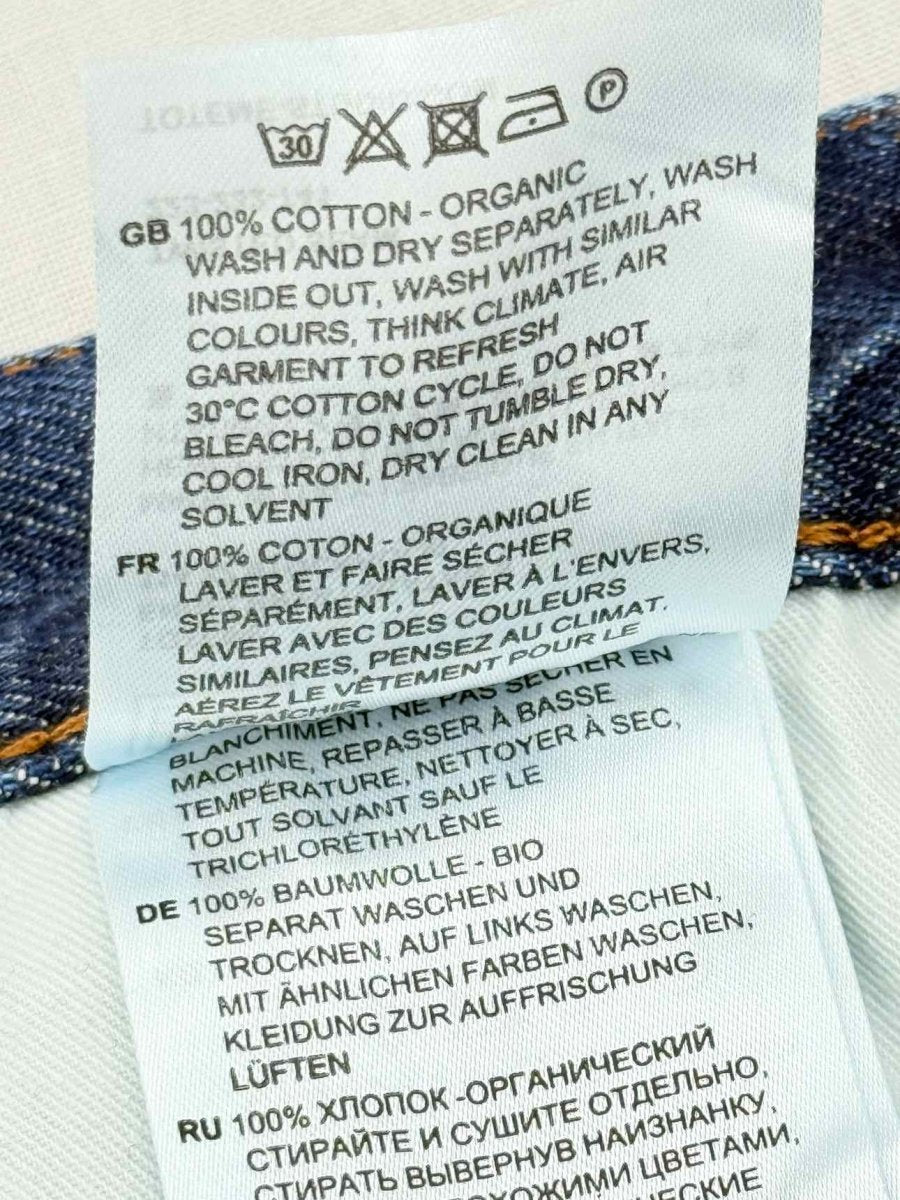 30 P
GB 100% COTTON - ORGANIC
WASH AND DRY SEPARATELY, WASH
INSIDE OUT, WASH WITH SIMILAR
COLOURS, THINK CLIMATE, AIR
GARMENT TO REFRESH
30°C COTTON CYCLE, DO NOT
BLEACH, DO NOT TUMBLE DRY,
COOL IRON, DRY CLEAN IN ANY
SOLVENT
FR 100% COTON - ORGANIQUE
LAVER ET FAIRE SÉCHER
SÉPARÉMENT, LAVER À L'ENVERS,
LAVER AVEC DES COULEURS
SIMILAIRES, PENSEZ AU CLIMAT.
AÉREZ LE VÊTEMENT POUR LE
RAFRAÎCHIR
BLANCHIMENT, NE PAS SÉCHER EN
MACHINE, REPASSER À BASSE
TEMPÉRATURE, NETTOYER À SEC,
TOUT SOLVANT SAUF LE
TRICHLORÉTHYLÈNE
DE 100% BAUMWOLLE - BIO
SEPARAT WASCHEN UND
TROCKNEN, AUF LINKS WASCHEN,
MIT ÄHNLICHEN FARBEN WASCHEN,
KLEIDUNG ZUR AUFFRISCHUNG
LÜFTEN
RU 100% ХЛОПОК -ОРГАНИЧЕСКИЙ
СТИРАЙТЕ И СУШИТЕ ОТДЕЛЬНО,
СТИРАТЬ ВЫВЕРНУВ НАИЗНАНКУ,
ЦВЕТАМИ,